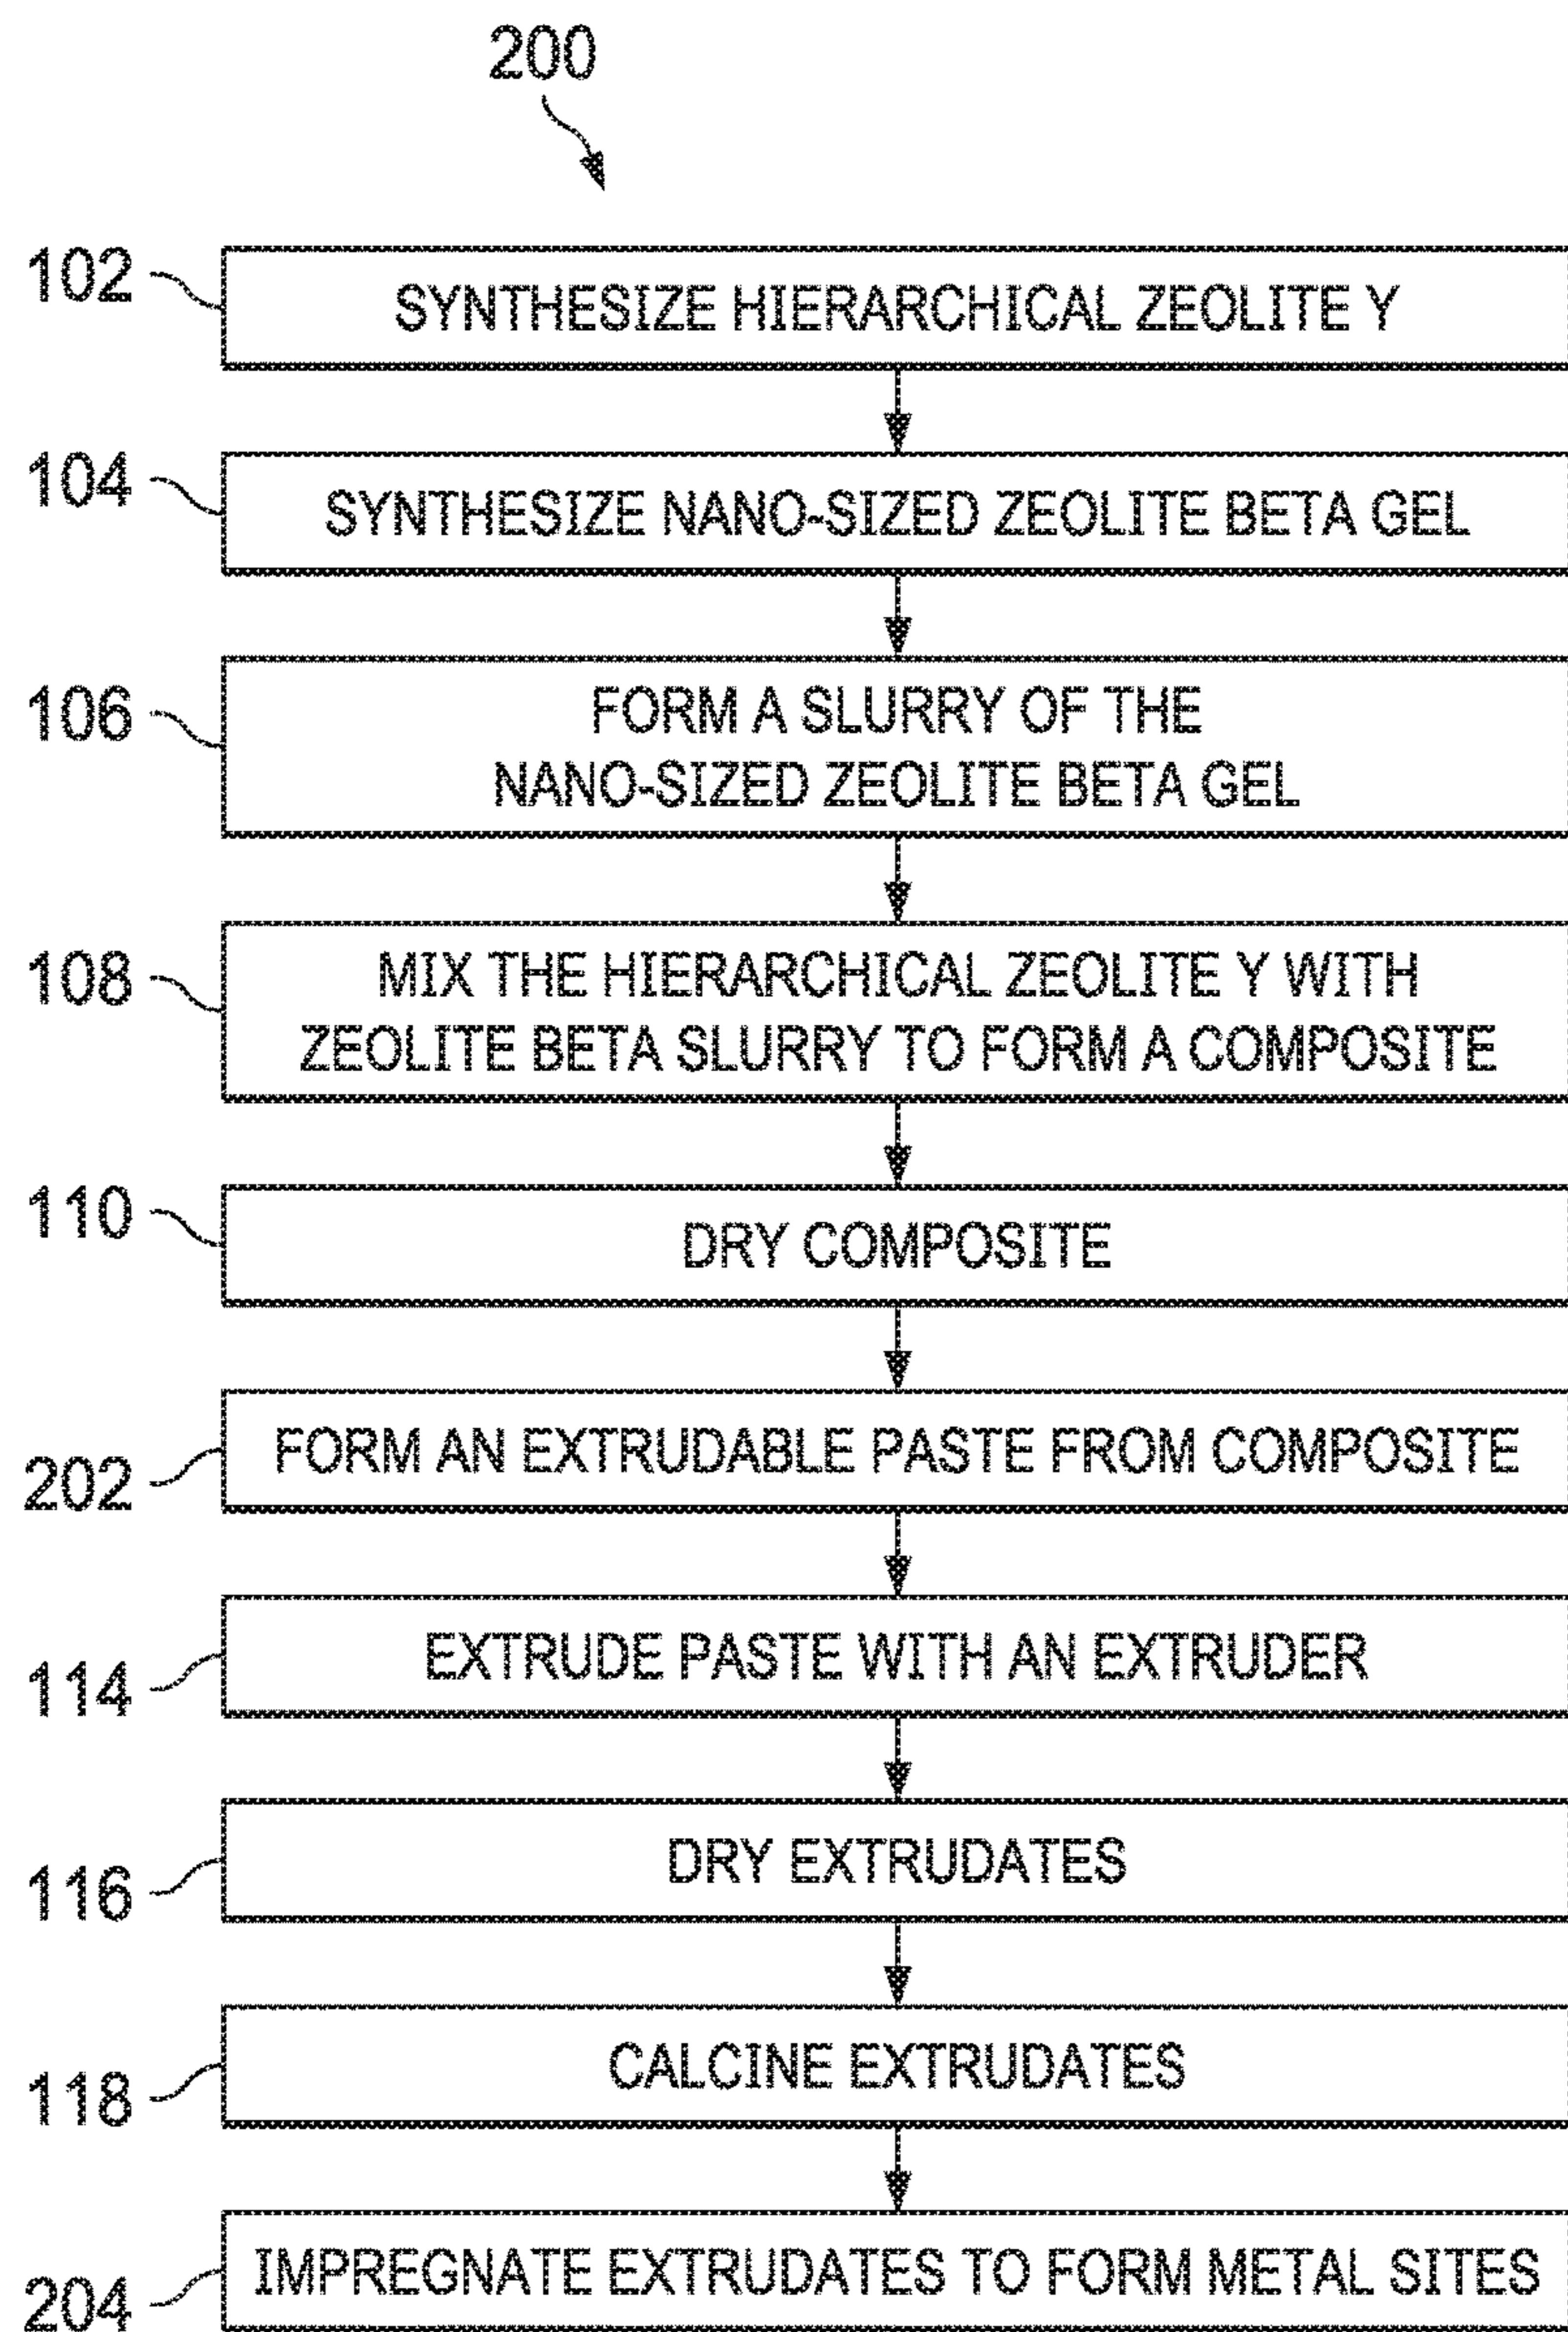 200
102
SYNTHESIZE HIERARCHICAL ZEOLITE Y
104
SYNTHESIZE NANO-SIZED ZEOLITE BETA GEL
106
FORM A SLURRY OF THE
NANO-SIZED ZEOLITE BETA GEL
108
MIX THE HIERARCHICAL ZEOLITE Y WITH
ZEOLITE BETA SLURRY TO FORM A COMPOSITE
110
DRY COMPOSITE
202
FORM AN EXTRUDABLE PASTE FROM COMPOSITE
114
EXTRUDE PASTE WITH AN EXTRUDER
116
DRY EXTRUDATES
118
CALCINE EXTRUDATES
204
IMPREGNATE EXTRUDATES TO FORM METAL SITES